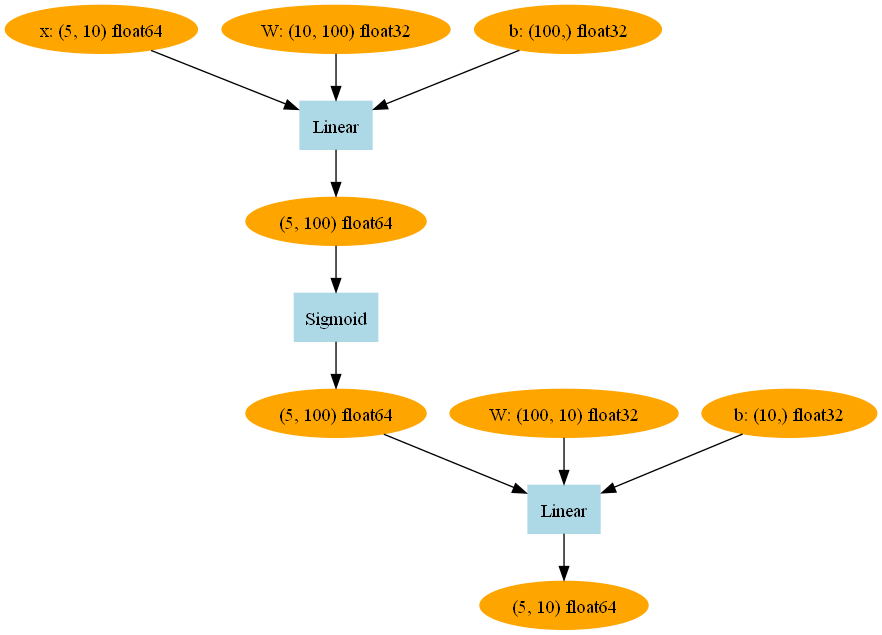 x: (5, 10) float64
W: (10, 100) float32
b: (100,) float32
Linear
(5, 100) float64
Sigmoid
(5, 100) float64
W: (100, 10) float32
b: (10,) float32
Linear
(5, 10) float64